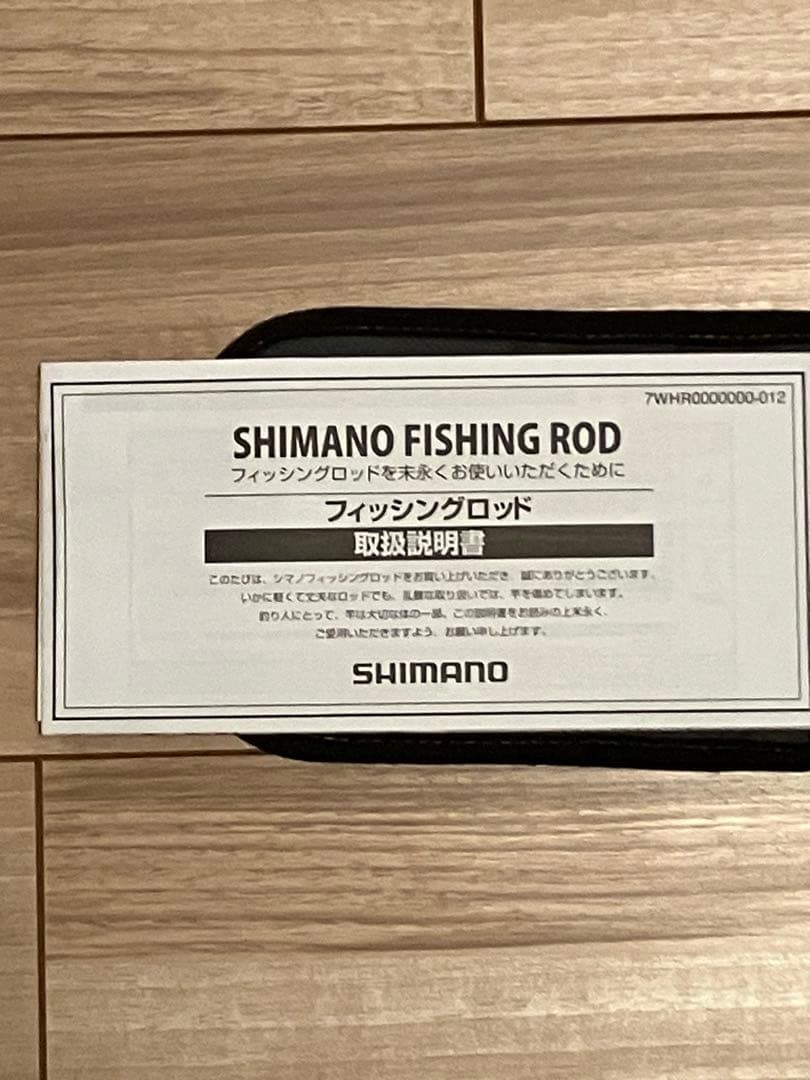 7WHR0000000-012
SHIMANO FISHING ROD
フィッシングロッドを末永くお使いいただくために
フィッシングロッド
取扱説明書
このたびは、シマノフィッシングロッドをお買い上げいただき、誠にありがとうございます。
いかに軽くて丈夫なロッドでも、乱雑な取り扱いでは、竿を傷めてしまいます。
釣り人にとって、竿は大切な体の一部、この説明書をお読みの上末永く、
ご愛用いただきますよう、お願い申し上げます。
SHIMANO